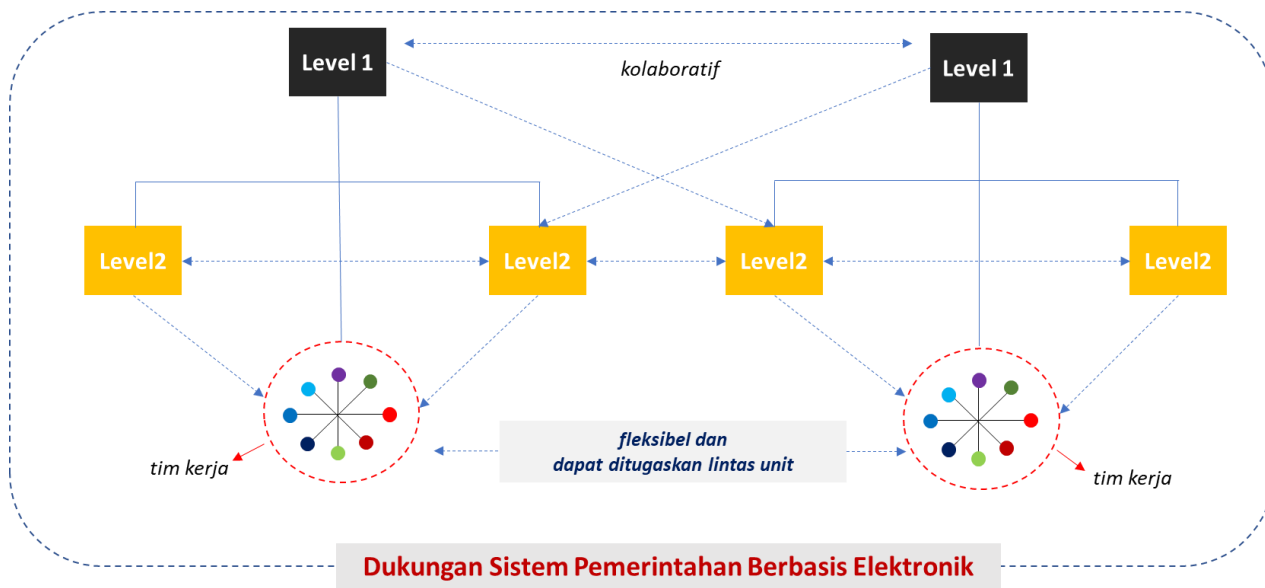 Level 1
kolaboratif
Level 1
Level2
Level2
Level2
Level2
fleksibel dan
dapat ditugaskan lintas unit
tim kerja
tim kerja
Dukungan Sistem Pemerintahan Berbasis Elektronik